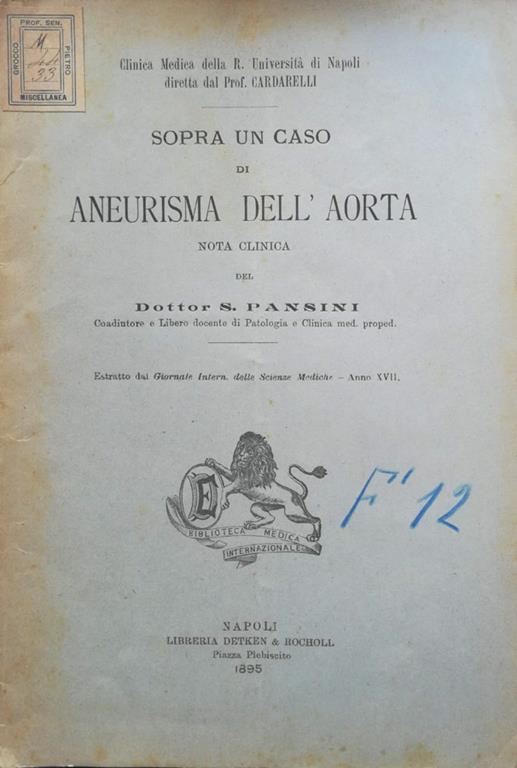 PROF. SEN.
GROCCO
PIETRO
M
33
MISCELLANEA
Clinica Medica della R. Università di Napoli
diretta dal Prof. CARDARELLI
SOPRA UN CASO
DI
ANEURISMA DELL' AORTA
NOTA CLINICA
DEL
Dottor S. PANSINI
Coadiutore e Libero docente di Patologia e Clinica med. proped.
Estratto dal Giornale Intern. delle Scienze Mediche – Anno XVII.
E
BIBLIOTECA MEDICA
INTERNAZIONALE
F' 12
NAPOLI
LIBRERIA DETKEN & ROCHOLL
Piazza Plebiscito
1895